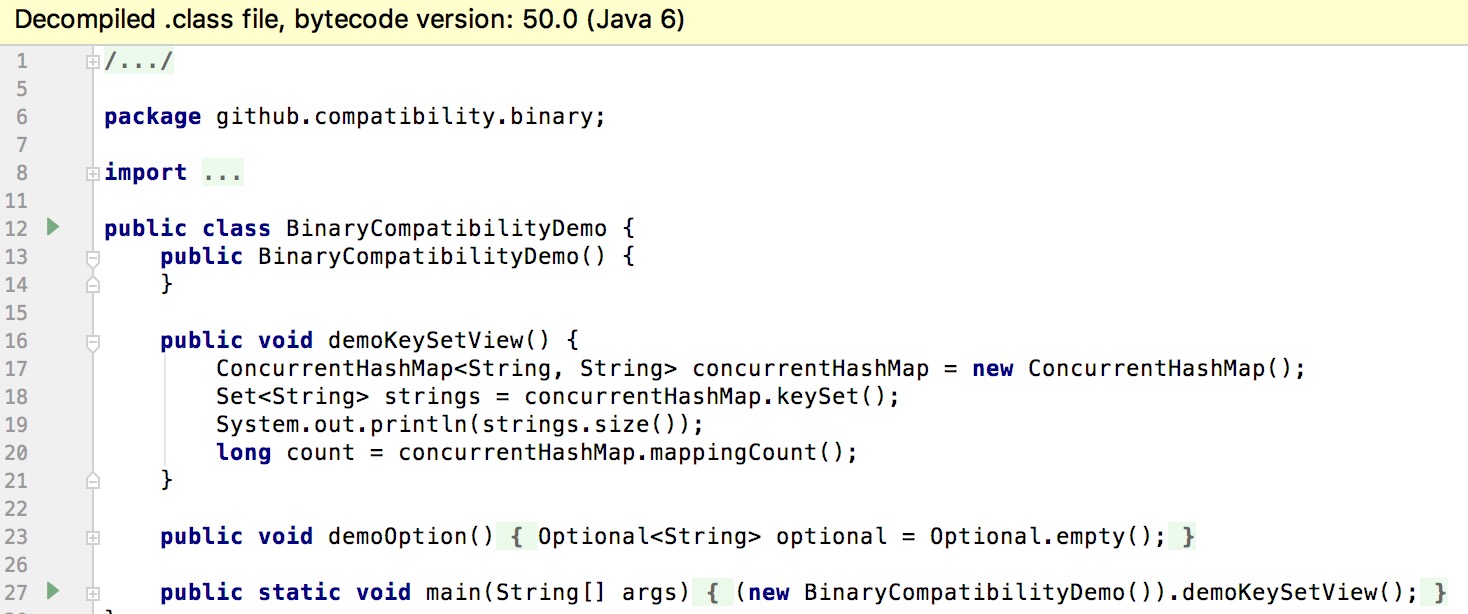 Decompiled .class file, bytecode version: 50.0 (Java 6)
1 /.../
5
6 package github.compatibility.binary;
7
8 import ...
11
12 public class BinaryCompatibilityDemo {
13 public BinaryCompatibilityDemo() {
14 }
15
16 public void demoKeySetView() {
17 ConcurrentHashMap<String, String> concurrentHashMap = new ConcurrentHashMap();
18 Set<String> strings = concurrentHashMap.keySet();
19 System.out.println(strings.size());
20 long count = concurrentHashMap.mappingCount();
21 }
22
23 public void demoOption() { Optional<String> optional = Optional.empty(); }
26
27 public static void main(String[] args) { (new BinaryCompatibilityDemo()).demoKeySetView(); }